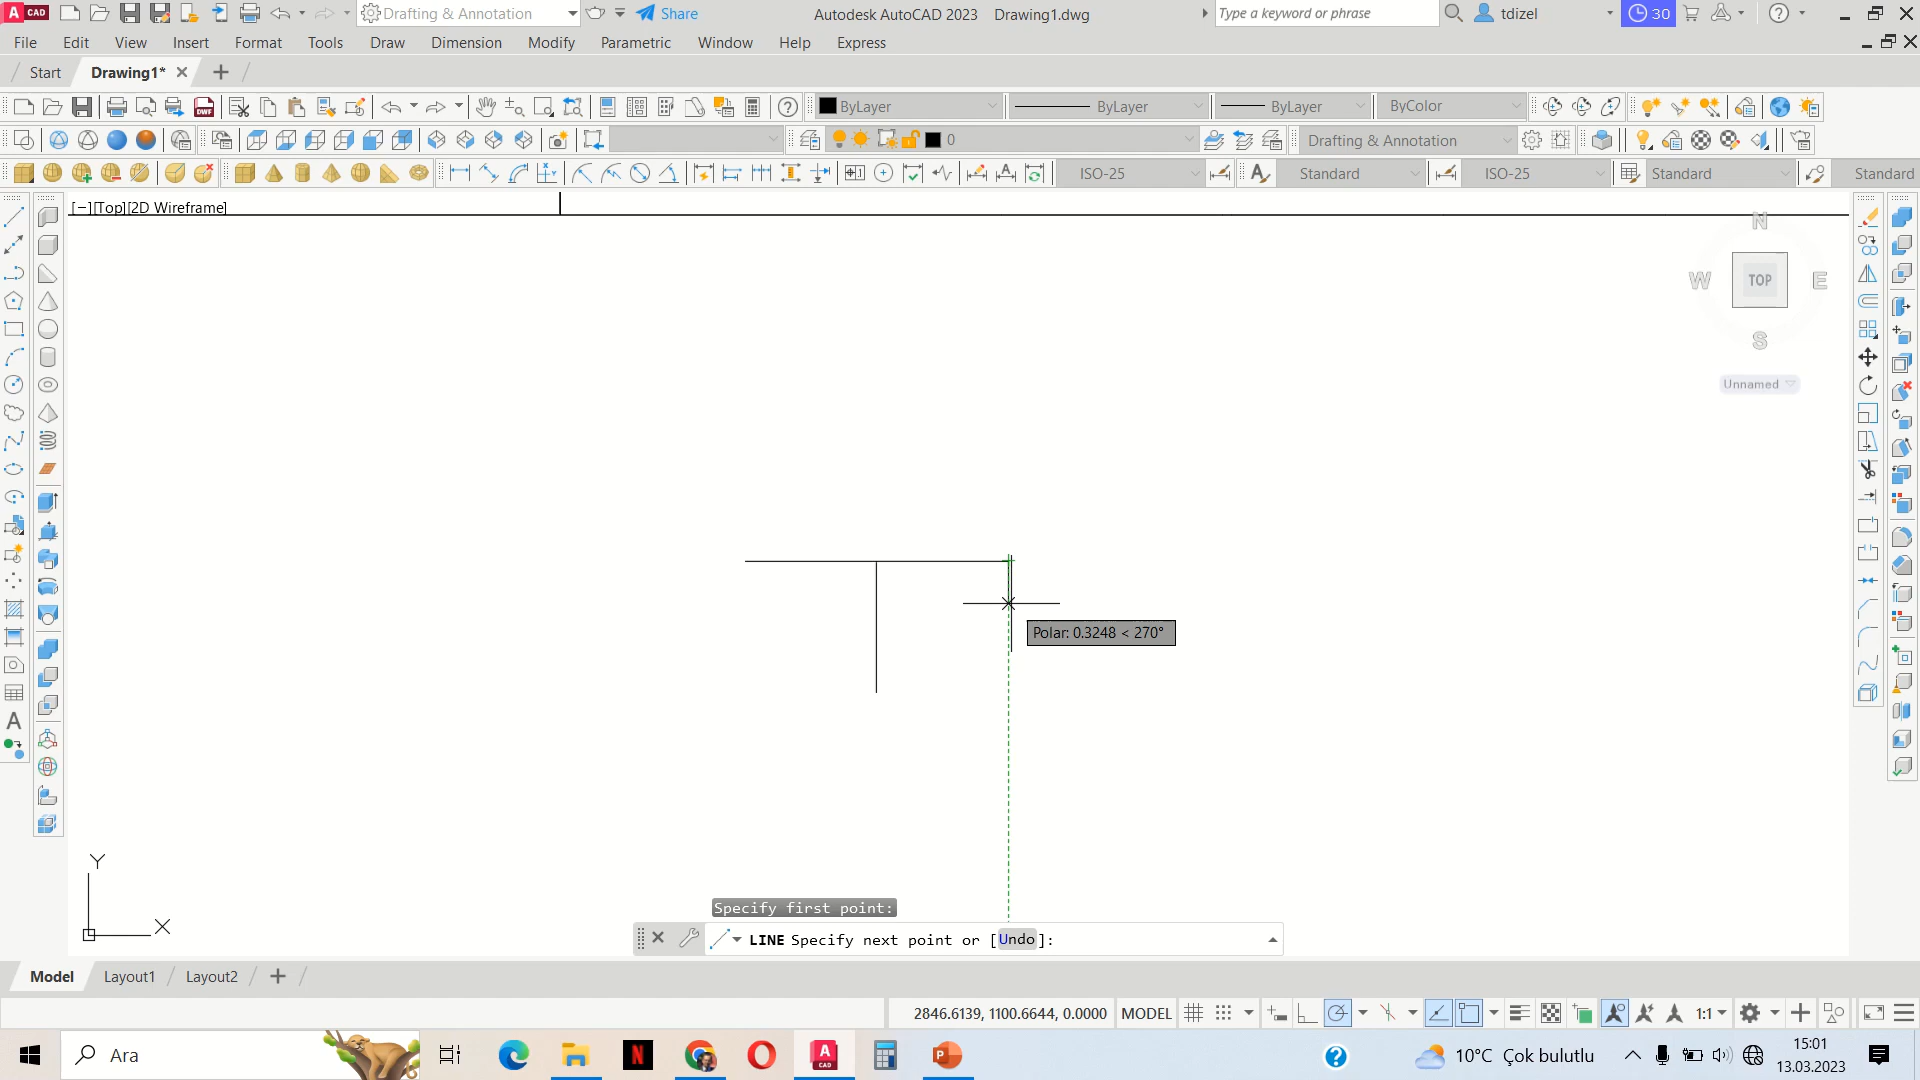 A CAD
Drafting & Annotation
Share
Autodesk AutoCAD 2023 Drawing1.dwg
Type a keyword or phrase
tdizel
30
File Edit View Insert Format Tools Draw Dimension Modify Parametric Window Help Express
Start
Drawing1*
ByLayer
ByLayer
ByLayer
ByColor
0
Drafting & Annotation
ISO-25
Standard
ISO-25
Standard
Standard
[−][Top][2D Wireframe]
N
W
TOP
E
S
Unnamed
Polar: 0.3248 < 270°
Y
X
Specify first point:
LINE Specify next point or [Undo]:
Model
Layout1
Layout2
2846.6139, 1100.6644, 0.0000
MODEL
1:1
Ara
N
A CAD
P
10°C Çok bulutlu
15:01
13.03.2023